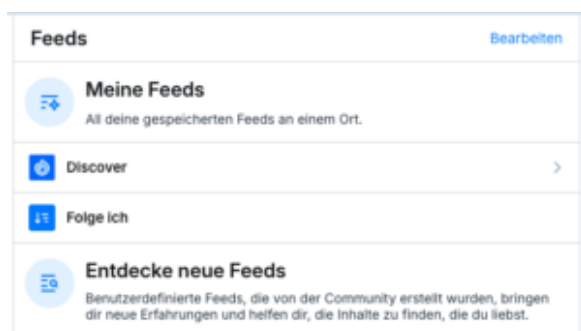 Feeds
Bearbeiten
Meine Feeds
All deine gespeicherten Feeds an einem Ort.
Discover
Folge ich
Entdecke neue Feeds
Benutzerdefinierte Feeds, die von der Community erstellt wurden, bringen
dir neue Erfahrungen und helfen dir, die Inhalte zu finden, die du liebst.